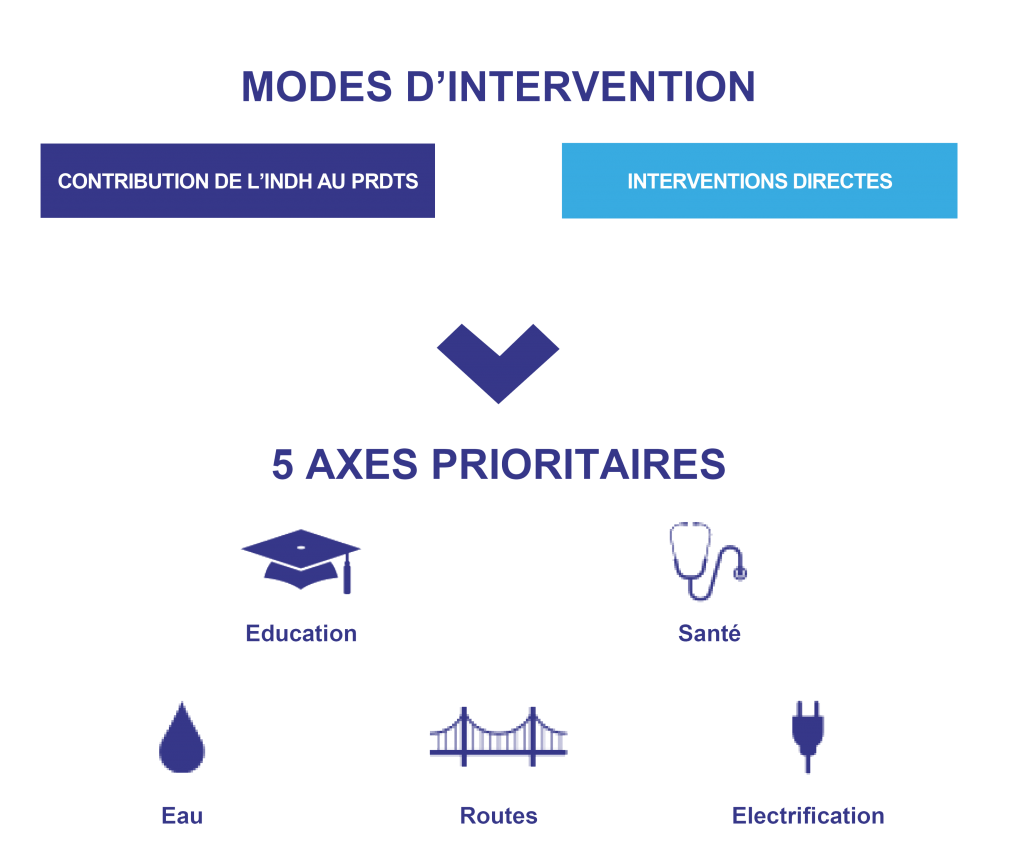 MODES D’INTERVENTION
CONTRIBUTION DE L’INDH AU PRDTS
INTERVENTIONS DIRECTES
5 AXES PRIORITAIRES
Education
Santé
Eau
Routes
Electrification